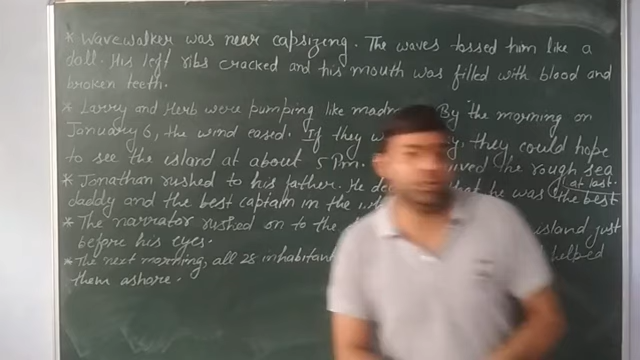 * Wavewalker was near capsizing. The waves tossed him like a
doll. His left ribs cracked and his mouth was filled with blood and
broken teeth.
* Larry and Herb were pumping like madm By the morning on
January 6, the wind eased. If they w they could hope
to see the island at about 5 Pm. the rough sea
at last.
* Jonathan rushed to his father. He de that he was the best
daddy and the best captain in the
* The narrator rushed on to the island just
before his eyes.
* The next morning, all 28 inhabitan helped
them ashore.